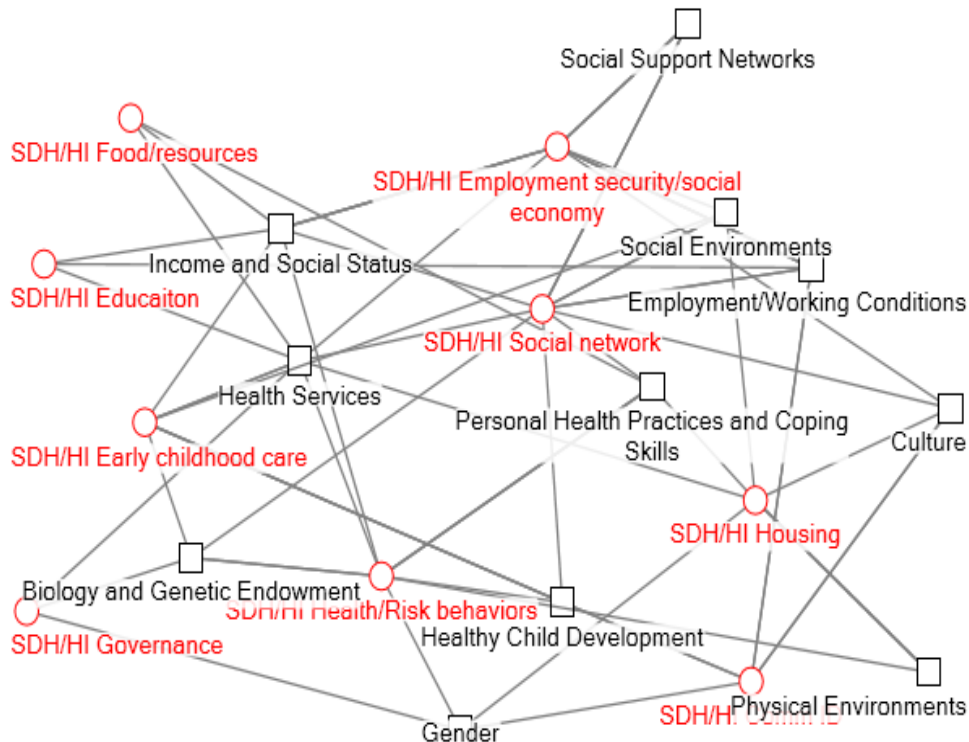 Social Support Networks
SDH/HI Food/resources
SDH/HI Employment security/social
economy
Social Environments
Income and Social Status
SDH/HI Educaiton
Employment/Working Conditions
SDH/HI Social network
Health Services
Personal Health Practices and Coping
Skills
Culture
SDH/HI Early childhood care
SDH/HI Housing
Biology and Genetic Endowment
SDH/HI Health/Risk behaviors
Healthy Child Development
SDH/HI Governance
Physical Environments
SDH/HI
Gender